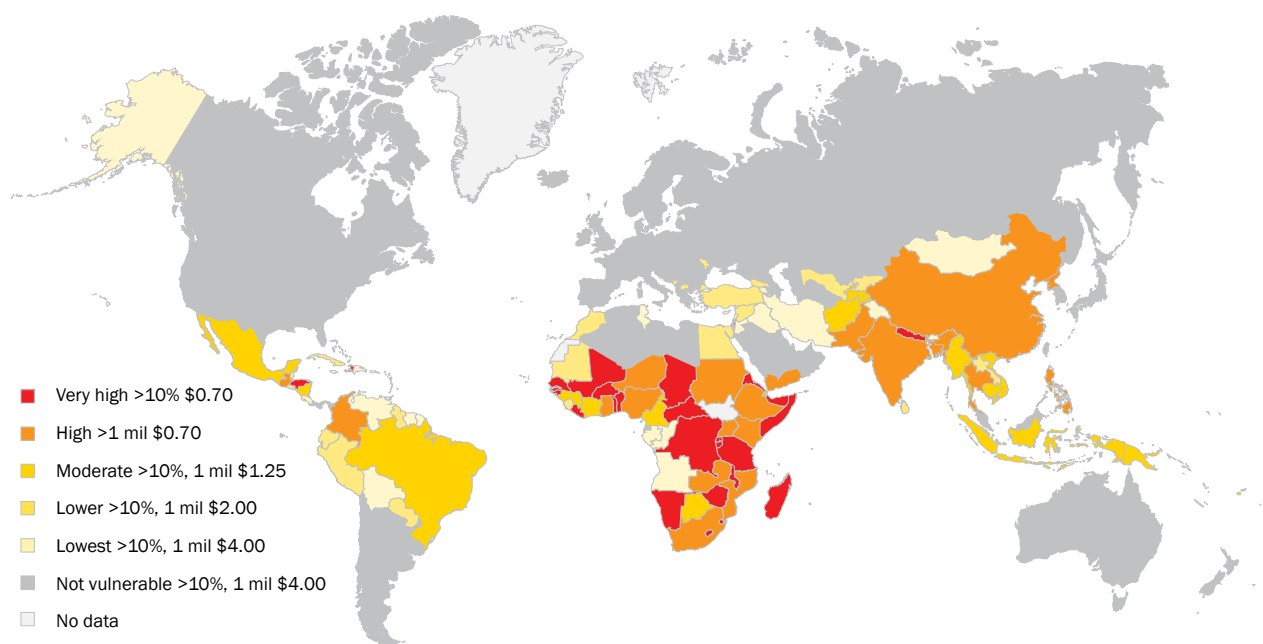 Very high >10% $0.70
High >1 mil $0.70
Moderate >10%, 1 mil $1.25
Lower >10%, 1 mil $2.00
Lowest >10%, 1 mil $4.00
Not vulnerable >10%, 1 mil $4.00
No data